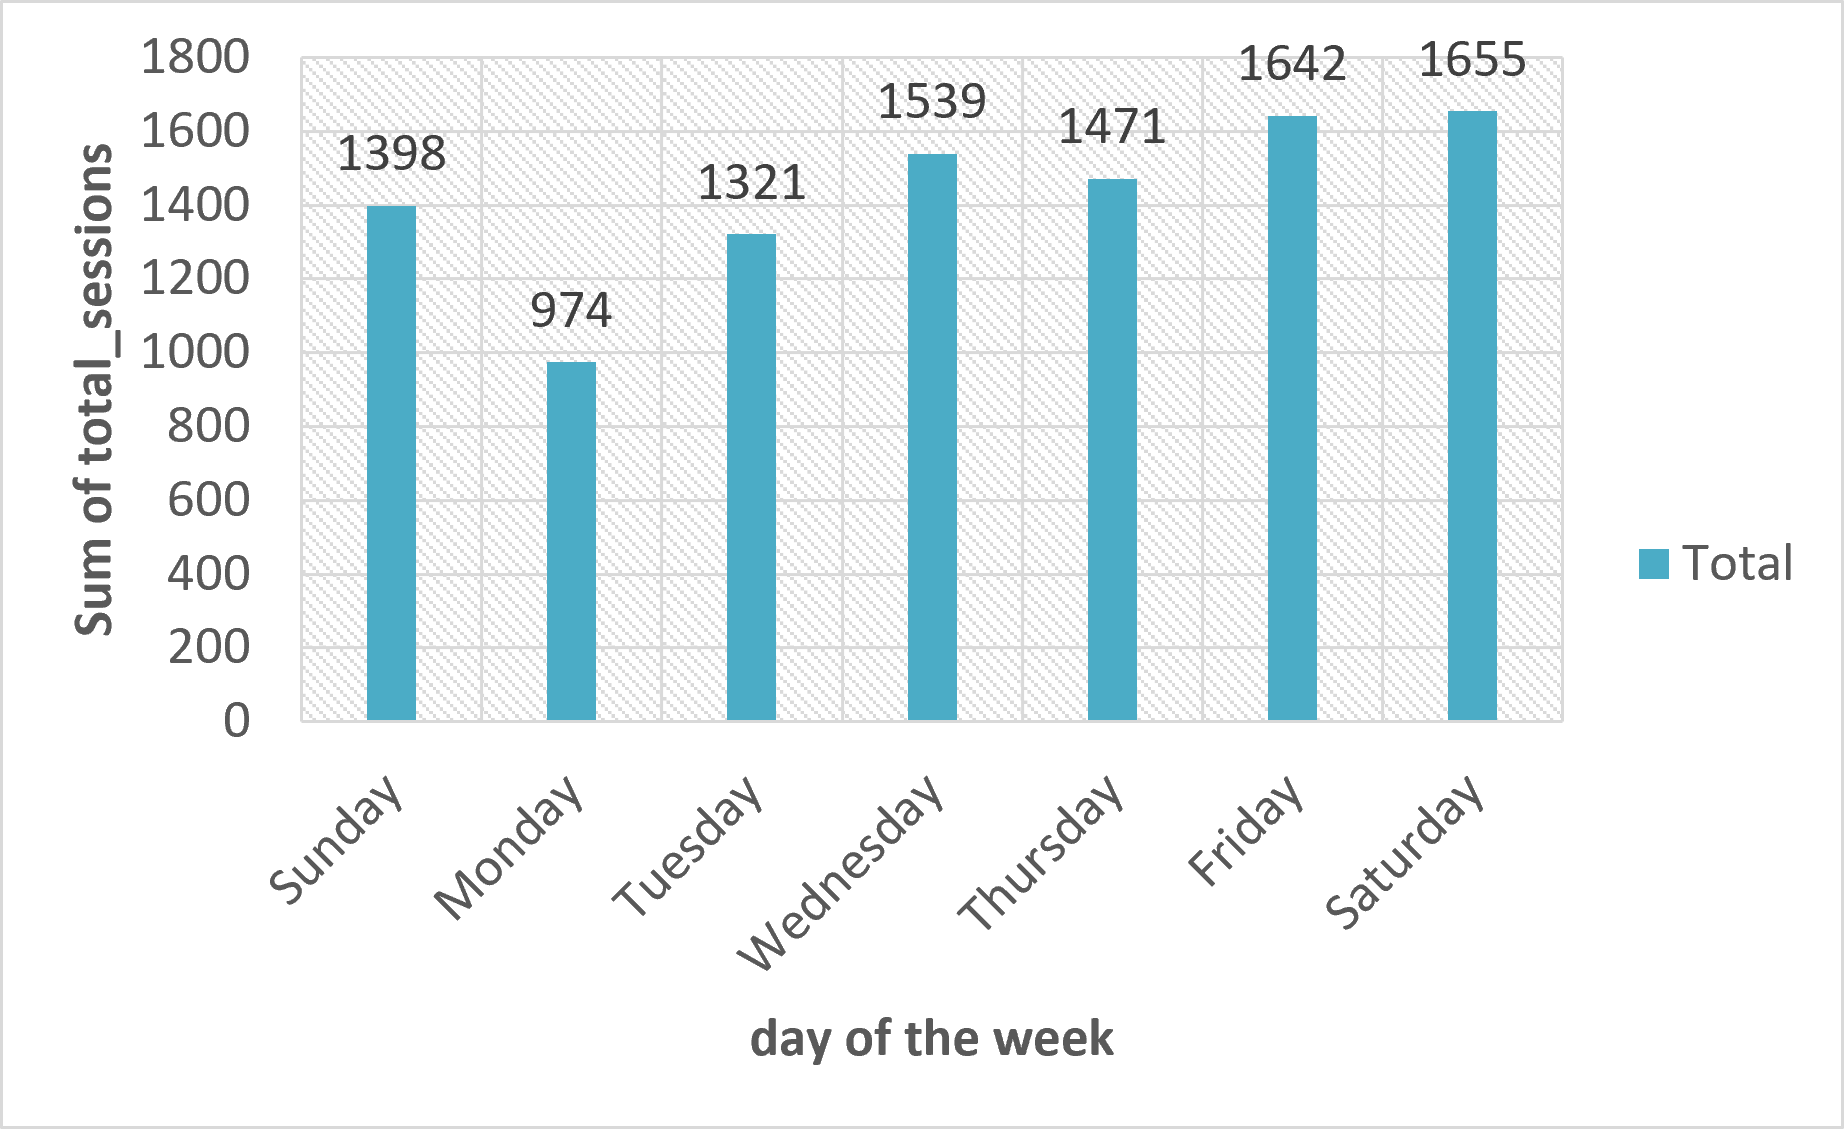 Sum of total_sessions
1800
1600
1400
1200
1000
800
600
400
200
0
1398
974
1321
1539
1471
1642
1655
Sunday
Monday
Tuesday
Wednesday
Thursday
Friday
Saturday
day of the week
Total